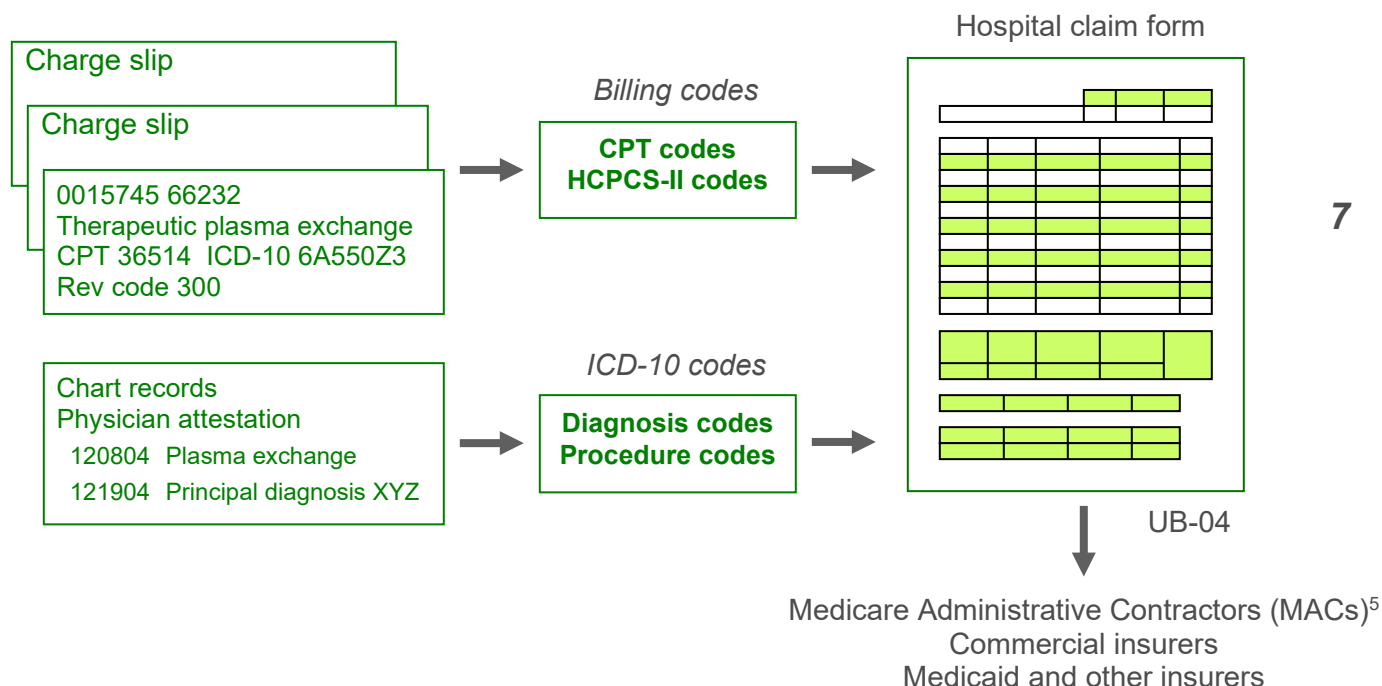 Hospital claim form
Charge slip
Charge slip
0015745 66232
Therapeutic plasma exchange
CPT 36514 ICD-10 6A550Z3
Rev code 300
Billing codes
CPT codes
HCPCS-II codes
7
Chart records
Physician attestation
120804 Plasma exchange
121904 Principal diagnosis XYZ
ICD-10 codes
Diagnosis codes
Procedure codes
UB-04
Medicare Administrative Contractors (MACs)⁵
Commercial insurers
Medicaid and other insurers